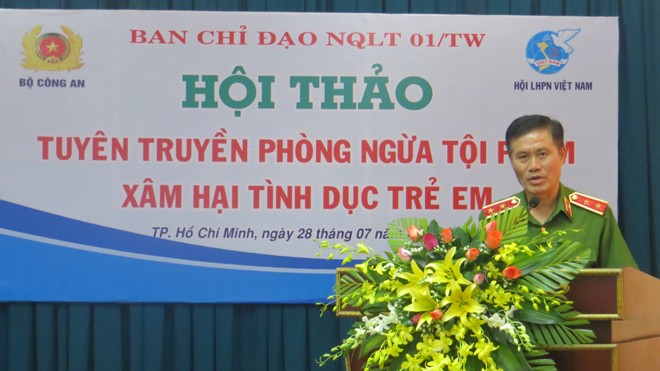 BAN CHỈ ĐẠO NQLT 01/TW
BỘ CÔNG AN
HỘI LHPN VIỆT NAM
HỘI THẢO
TUYÊN TRUYỀN PHÒNG NGỪA TỘI
XÂM HẠI TÌNH DỤC TRẺ EM
TP. Hồ Chí Minh, ngày 28 tháng 07